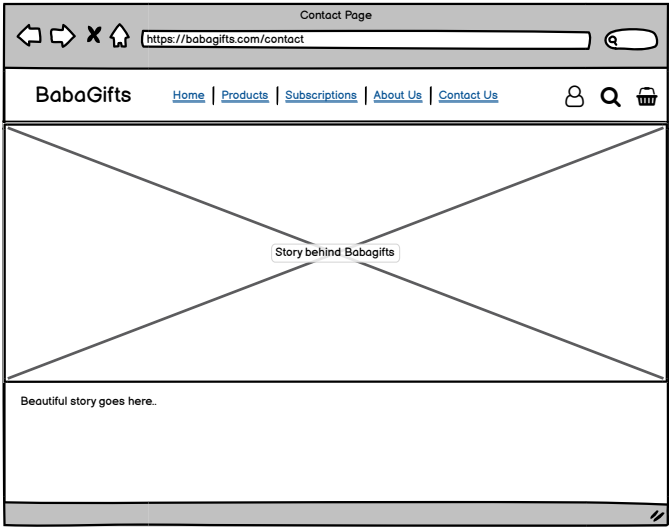 Contact Page
https://babagifts.com/contact
BabaGifts Home Products Subscriptions About Us Contact Us
Story behind Babagifts
Beautiful story goes here..